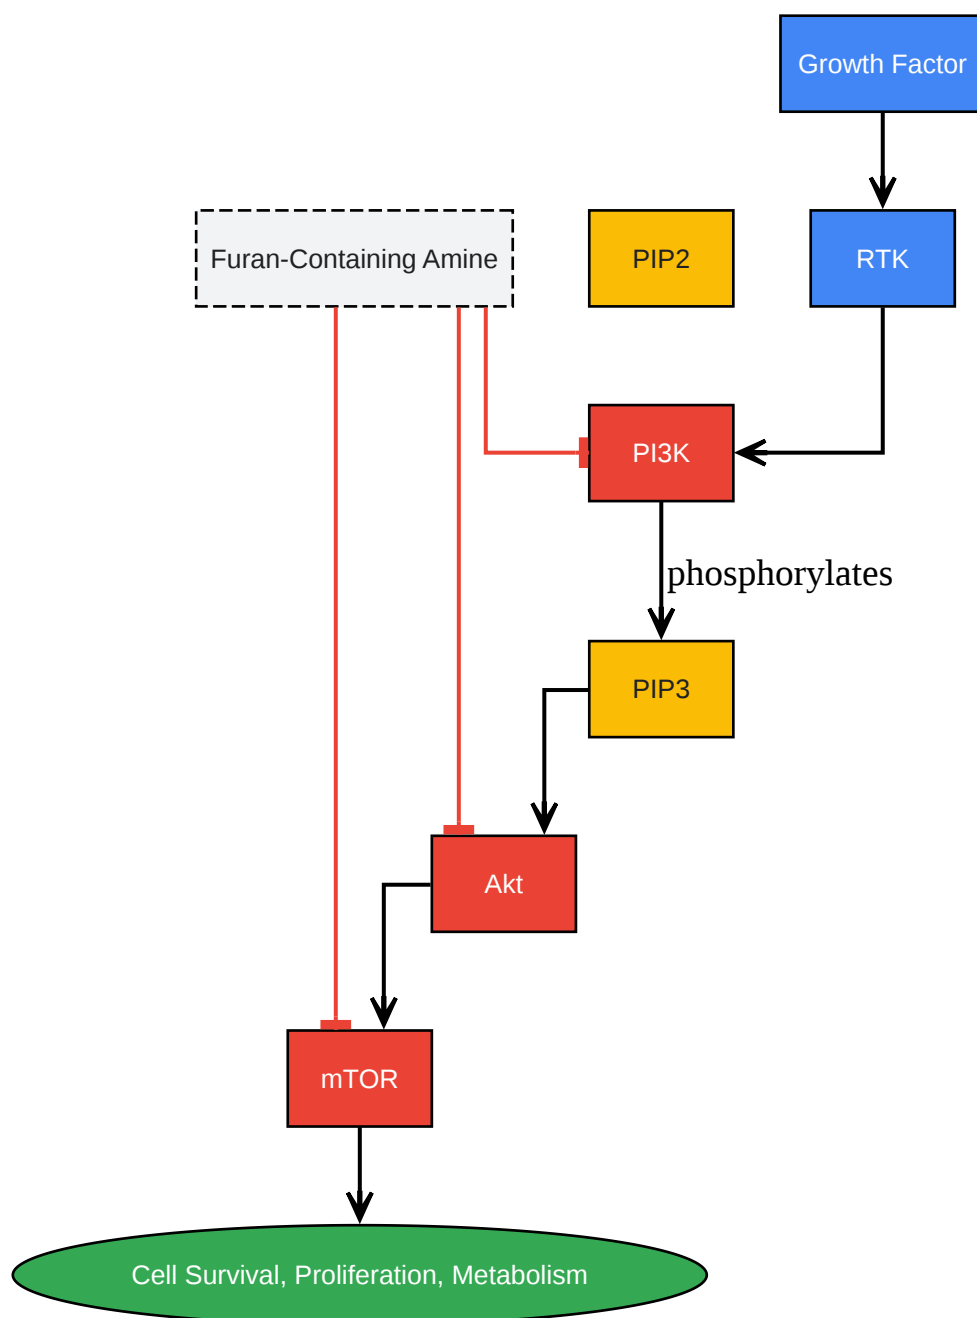 Growth Factor
Furan-Containing Amine
PIP2
RTK
PI3K
phosphorylates
PIP3
Akt
mTOR
Cell Survival, Proliferation, Metabolism